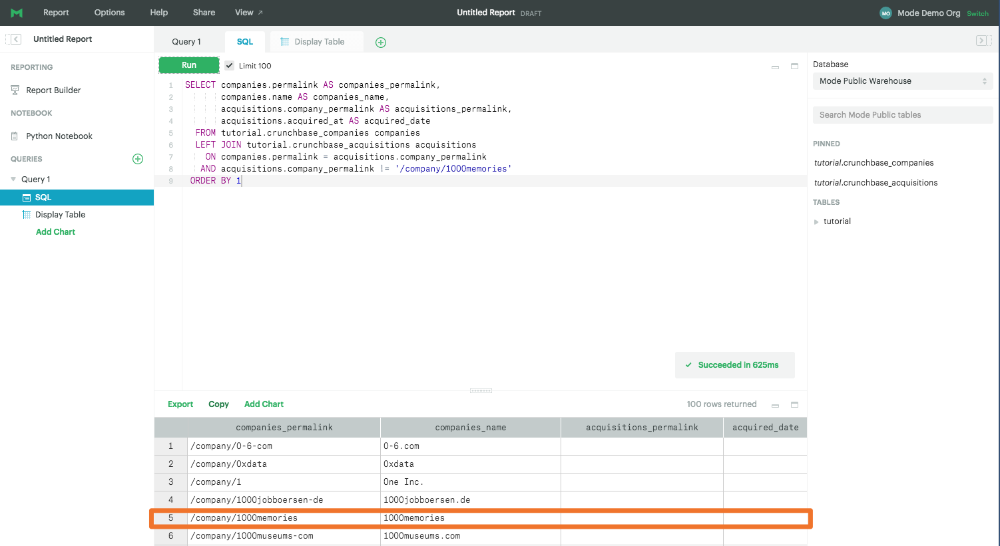 Report Options Help Share View ↗ Untitled Report DRAFT MO Mode Demo Org Switch
Untitled Report
Query 1 SQL Display Table
REPORTING
Report Builder
NOTEBOOK
Python Notebook
QUERIES
Query 1
SQL
Display Table
Add Chart
Run Limit 100
1 SELECT companies.permalink AS companies_permalink,
2 companies.name AS companies_name,
3 acquisitions.company_permalink AS acquisitions_permalink,
4 acquisitions.acquired_at AS acquired_date
5 FROM tutorial.crunchbase_companies companies
6 LEFT JOIN tutorial.crunchbase_acquisitions acquisitions
7 ON companies.permalink = acquisitions.company_permalink
8 AND acquisitions.company_permalink != '/company/1000memories'
9 ORDER BY 1
Succeeded in 625ms
Database
Mode Public Warehouse
Search Mode Public tables
PINNED
tutorial.crunchbase_companies
tutorial.crunchbase_acquisitions
TABLES
tutorial
Export Copy Add Chart 100 rows returned
companies_permalink companies_name acquisitions_permalink acquired_date
1 /company/0-6-com 0-6.com
2 /company/0xdata 0xdata
3 /company/1 One Inc.
4 /company/1000jobboersen-de 1000jobboersen.de
5 /company/1000memories 1000memories
6 /company/1000museums-com 1000museums.com